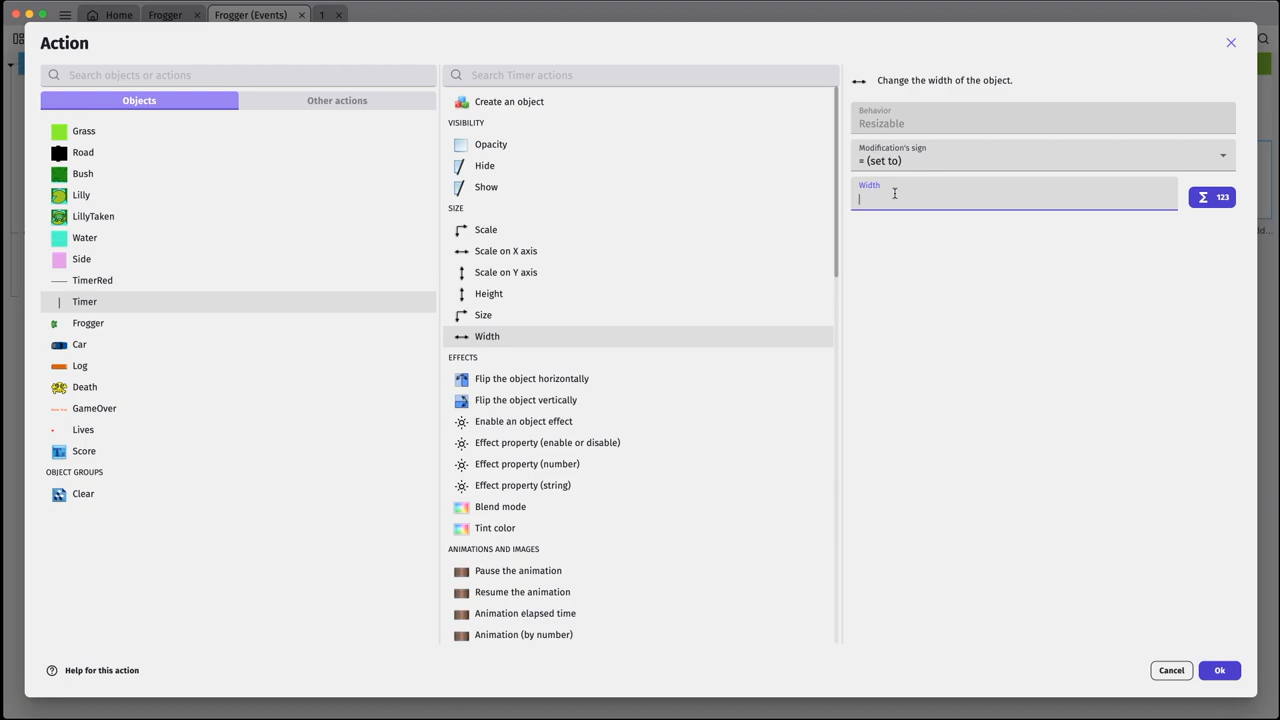 Home
Frogger
Frogger (Events)
1
Action
Search objects or actions
Objects
Other actions
Grass
Road
Bush
Lilly
LillyTaken
Water
Side
TimerRed
Timer
Frogger
Car
Log
Death
GameOver
Lives
Score
OBJECT GROUPS
Clear
Search Timer actions
Create an object
VISIBILITY
Opacity
Hide
Show
SIZE
Scale
Scale on X axis
Scale on Y axis
Height
Size
Width
EFFECTS
Flip the object horizontally
Flip the object vertically
Enable an object effect
Effect property (enable or disable)
Effect property (number)
Effect property (string)
Blend mode
Tint color
ANIMATIONS AND IMAGES
Pause the animation
Resume the animation
Animation elapsed time
Animation (by number)
Change the width of the object.
Behavior
Resizable
Modification's sign
= (set to)
Width
Σ 123
Help for this action
Cancel
Ok